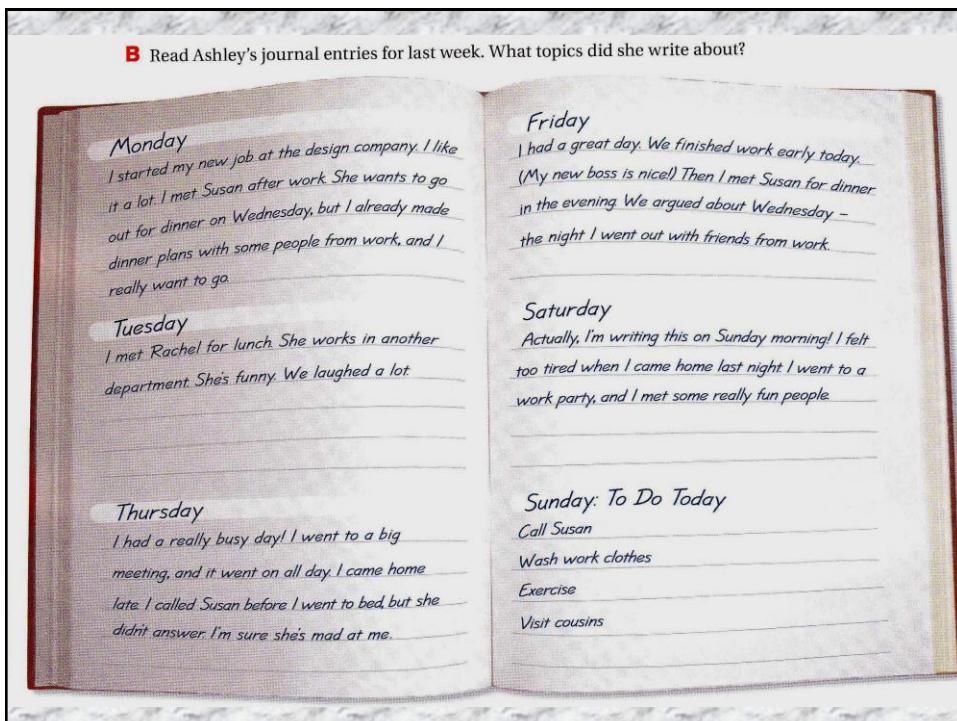 B Read Ashley's journal entries for last week. What topics did she write about?
Monday
I started my new job at the design company. I like
it a lot. I met Susan after work. She wants to go
out for dinner on Wednesday, but I already made
dinner plans with some people from work, and I
really want to go.
Tuesday
I met Rachel for lunch. She works in another
department. She's funny. We laughed a lot.
Thursday
I had a really busy day! I went to a big
meeting, and it went on all day. I came home
late. I called Susan before I went to bed, but she
didn't answer. I'm sure she's mad at me.
Friday
I had a great day. We finished work early today.
(My new boss is nice!) Then I met Susan for dinner
in the evening. We argued about Wednesday –
the night I went out with friends from work.
Saturday
Actually, I'm writing this on Sunday morning! I felt
too tired when I came home last night. I went to a
work party, and I met some really fun people.
Sunday: To Do Today
Call Susan
Wash work clothes
Exercise
Visit cousins